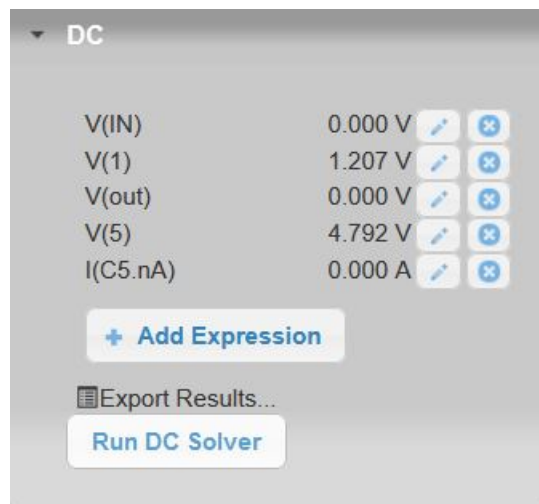 DC
V(IN) 0.000 V
V(1) 1.207 V
V(out) 0.000 V
V(5) 4.792 V
I(C5.nA) 0.000 A
+ Add Expression
Export Results...
Run DC Solver